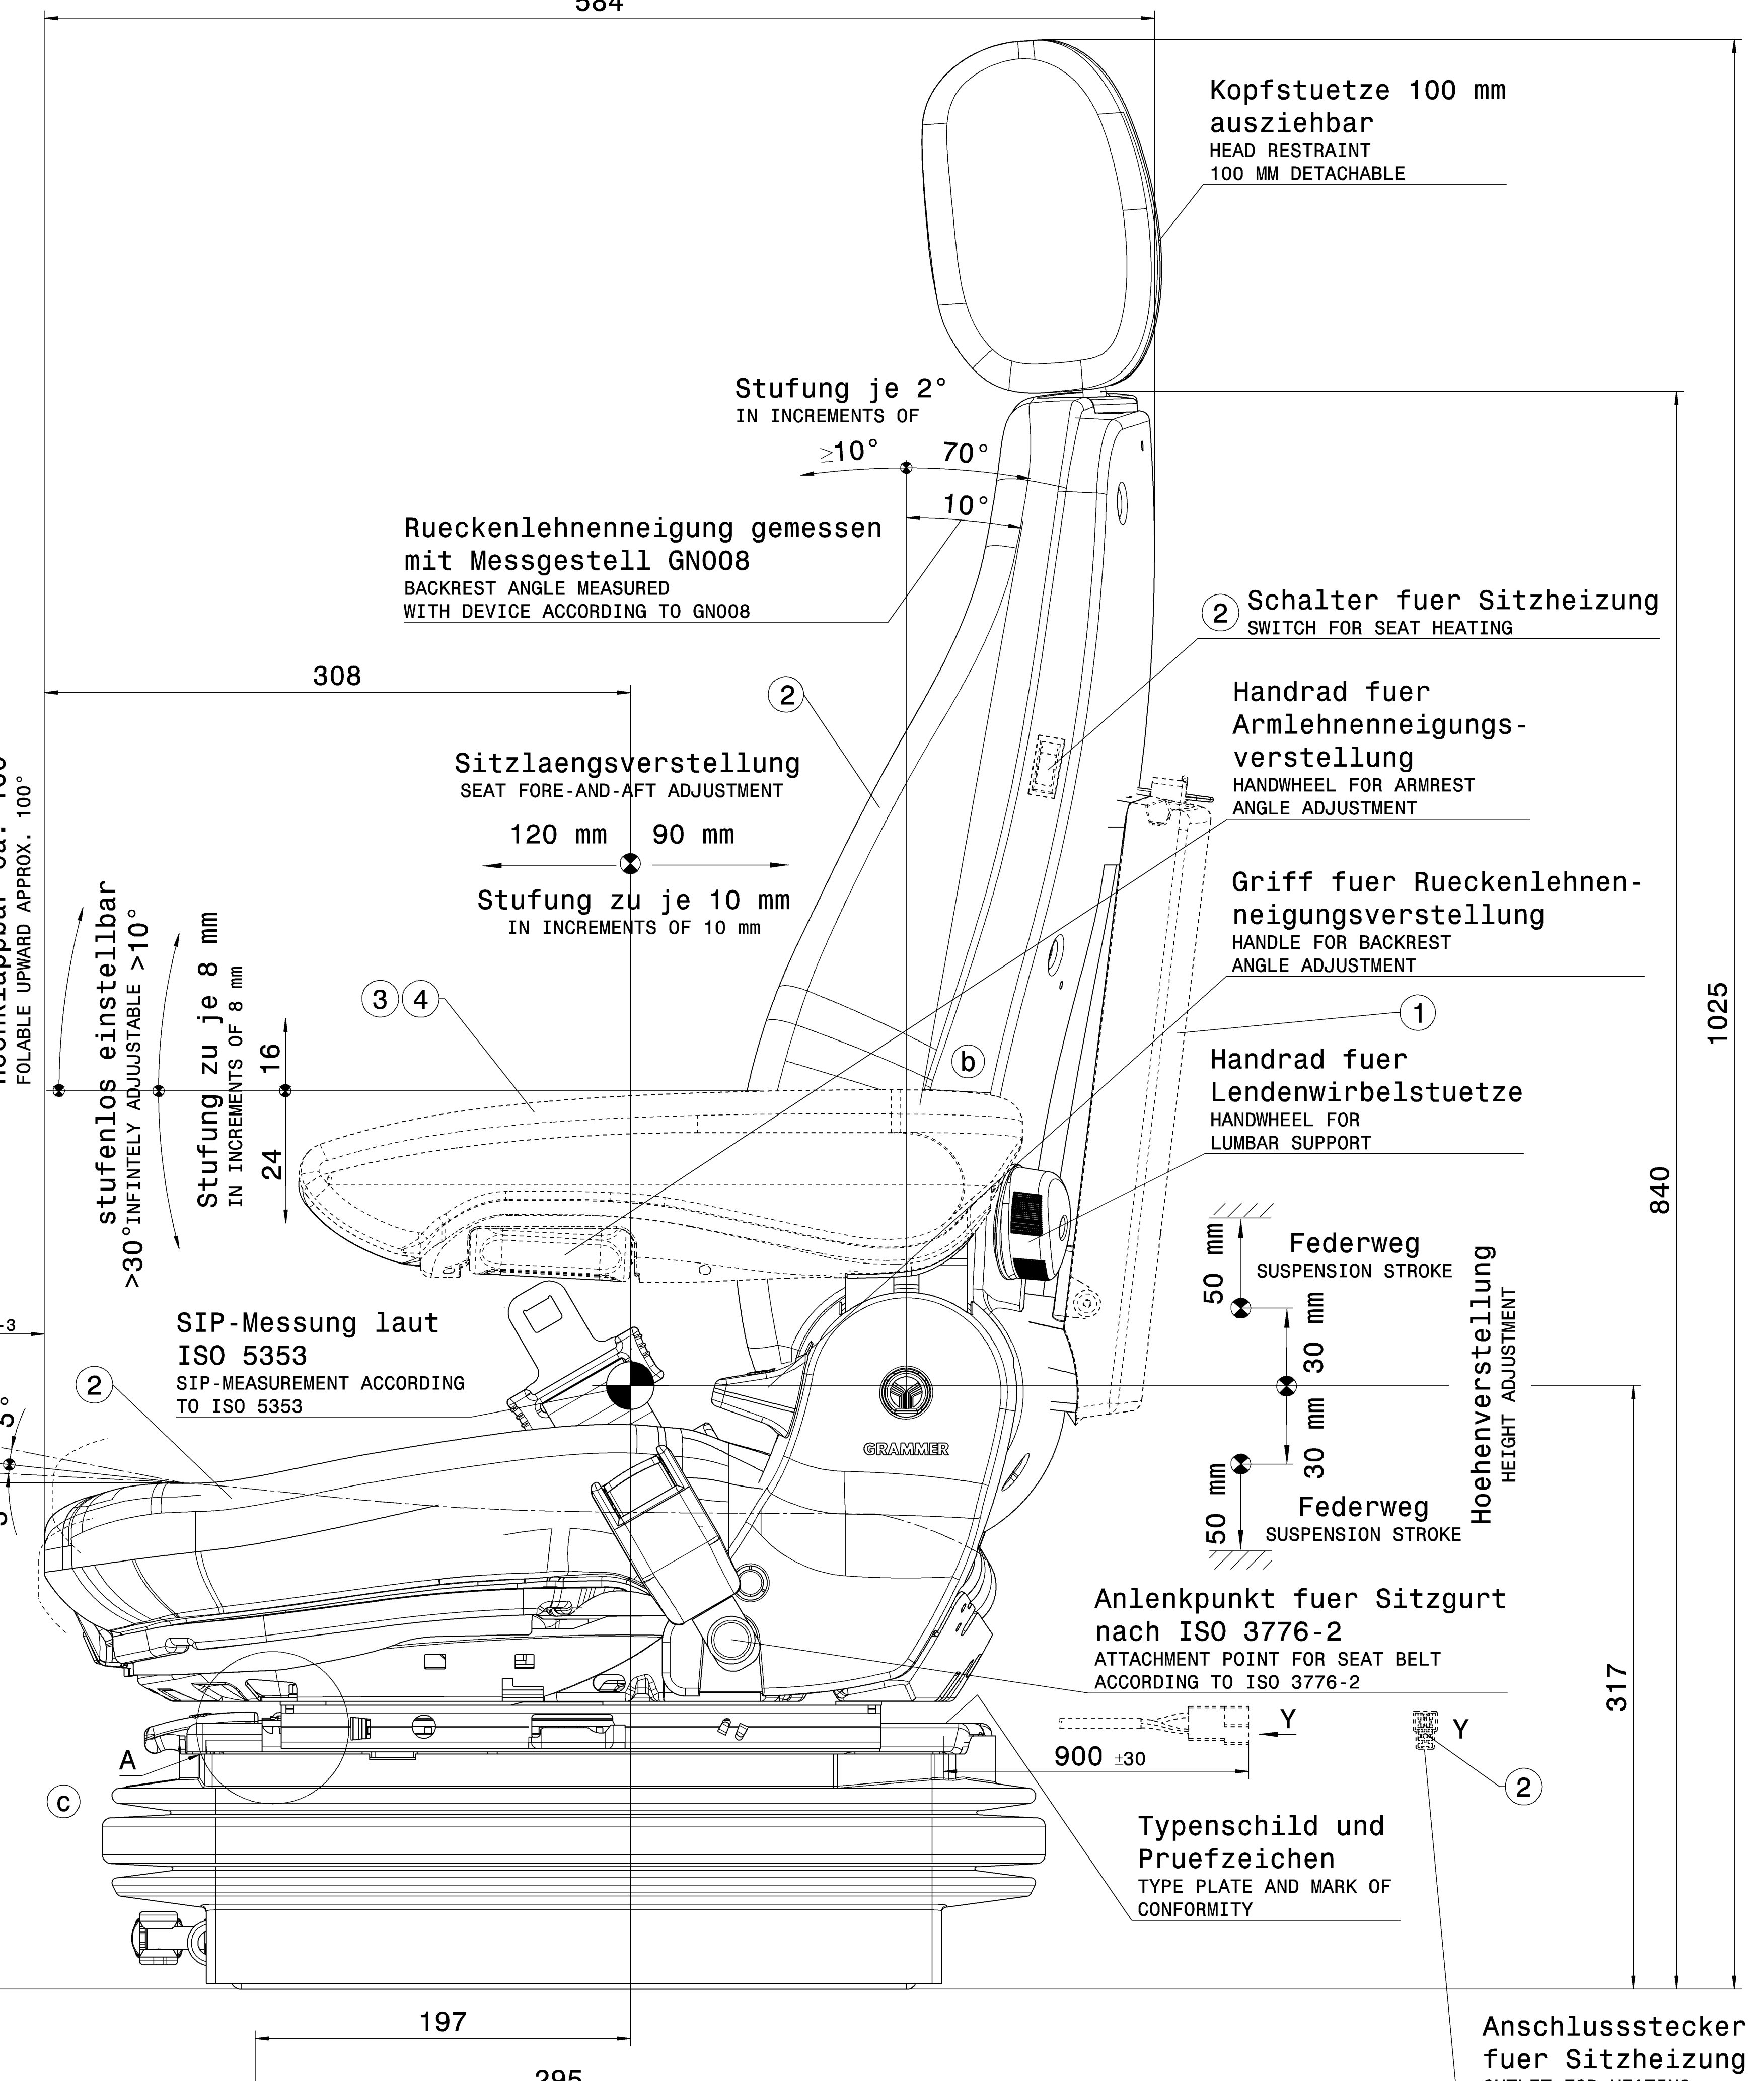 584
Kopfstuetze 100 mm
ausziehbar
HEAD RESTRAINT
100 MM DETACHABLE
Stufung je 2°
IN INCREMENTS OF
≥10° 70°
10°
Rueckenlehnenneigung gemessen
mit Messgestell GN008
BACKREST ANGLE MEASURED
WITH DEVICE ACCORDING TO GN008
2 Schalter fuer Sitzheizung
SWITCH FOR SEAT HEATING
308
2
Handrad fuer
Armlehnenneigungs-
verstellung
HANDWHEEL FOR ARMREST
ANGLE ADJUSTMENT
Sitzlaengsverstellung
SEAT FORE-AND-AFT ADJUSTMENT
120 mm 90 mm
Stufung zu je 10 mm
IN INCREMENTS OF 10 mm
Griff fuer Rueckenlehnen-
neigungsverstellung
HANDLE FOR BACKREST
ANGLE ADJUSTMENT
FOLABLE UPWARD APPROX. 100°
stufenlos einstellbar
>30° INFINTELY ADJUSTABLE >10°
Stufung zu je 8 mm
IN INCREMENTS OF 8 mm
16
24
3 4
1
b
Handrad fuer
Lendenwirbelstuetze
HANDWHEEL FOR
LUMBAR SUPPORT
1025
840
317
50 mm
Federweg
SUSPENSION STROKE
30 mm
30 mm
50 mm
Federweg
SUSPENSION STROKE
Hoehenverstellung
HEIGHT ADJUSTMENT
SIP-Messung laut
ISO 5353
SIP-MEASUREMENT ACCORDING
TO ISO 5353
-3
2
5°
GRAMMER
Anlenkpunkt fuer Sitzgurt
nach ISO 3776-2
ATTACHMENT POINT FOR SEAT BELT
ACCORDING TO ISO 3776-2
Y
Y
900 ±30
2
A
c
Typenschild und
Pruefzeichen
TYPE PLATE AND MARK OF
CONFORMITY
197
295
Anschlussstecker
fuer Sitzheizung